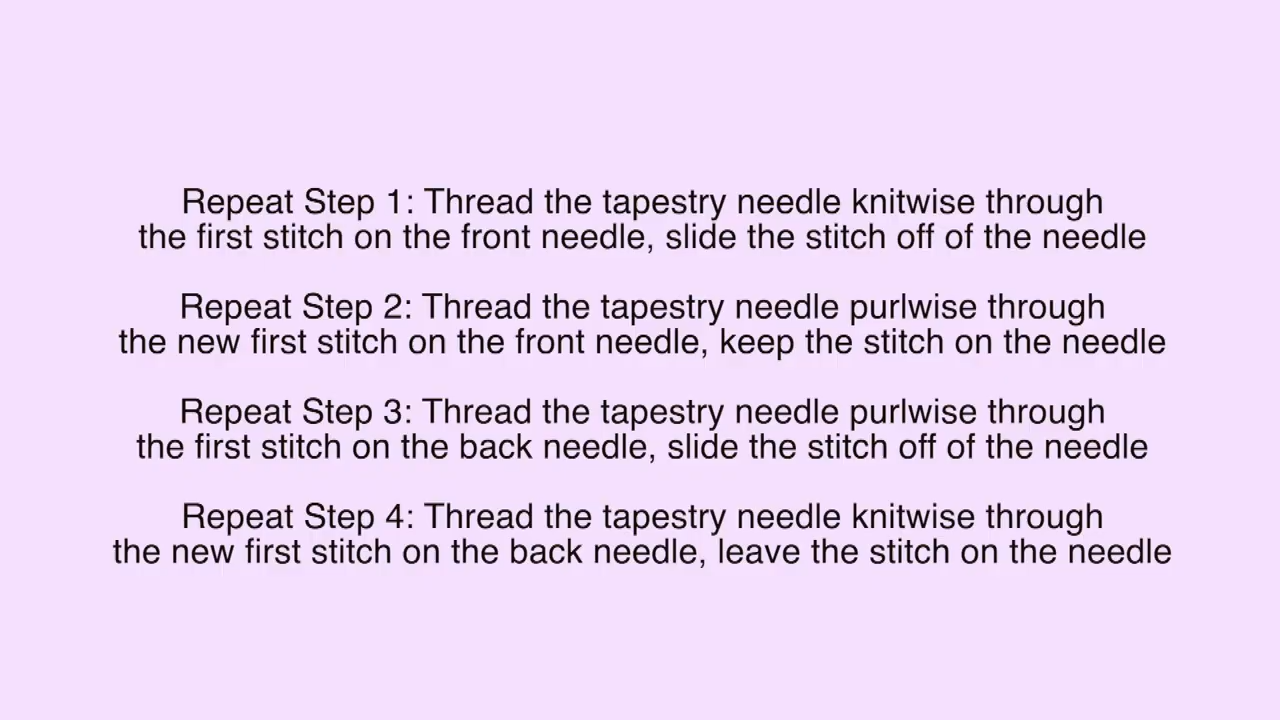 Repeat Step 1: Thread the tapestry needle knitwise through
the first stitch on the front needle, slide the stitch off of the needle
Repeat Step 2: Thread the tapestry needle purlwise through
the new first stitch on the front needle, keep the stitch on the needle
Repeat Step 3: Thread the tapestry needle purlwise through
the first stitch on the back needle, slide the stitch off of the needle
Repeat Step 4: Thread the tapestry needle knitwise through
the new first stitch on the back needle, leave the stitch on the needle